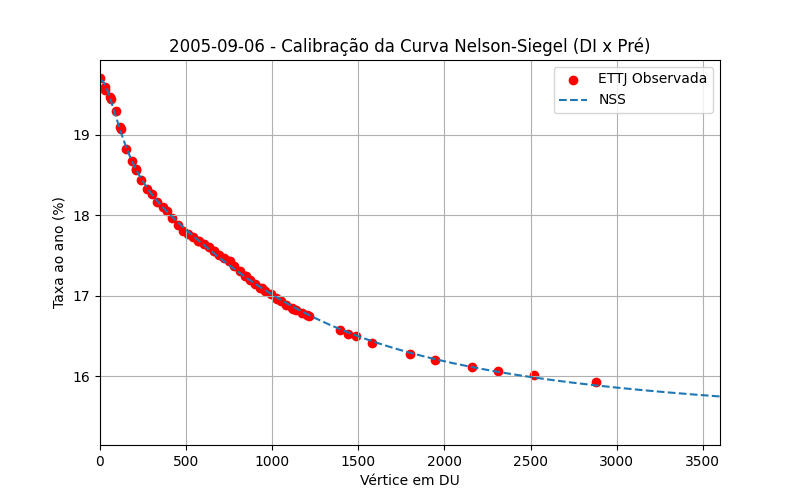 2005-09-06 - Calibração da Curva Nelson-Siegel (DI x Pré)
ETTJ Observada
NSS
Taxa ao ano (%)
19
18
17
16
0 500 1000 1500 2000 2500 3000 3500
Vértice em DU